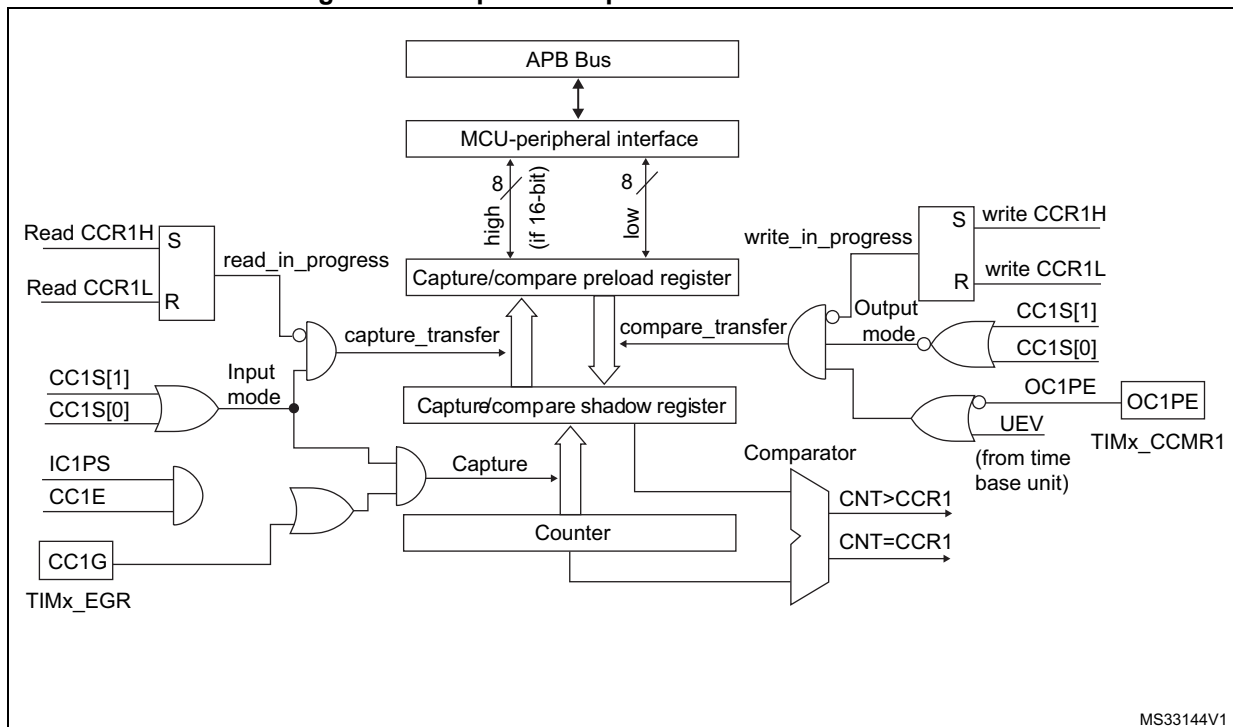 APB Bus
MCU-peripheral interface
8
high
(if 16-bit)
8
low
Read CCR1H
S
read_in_progress
Read CCR1L
R
write_in_progress
S
write CCR1H
R
write CCR1L
Capture/compare preload register
capture_transfer
compare_transfer
Output
mode
CC1S[1]
CC1S[0]
CC1S[1]
CC1S[0]
Input
mode
Capture/compare shadow register
OC1PE
OC1PE
UEV
TIMx_CCMR1
(from time
base unit)
IC1PS
CC1E
Capture
Comparator
CNT>CCR1
CNT=CCR1
Counter
CC1G
TIMx_EGR
MS33144V1